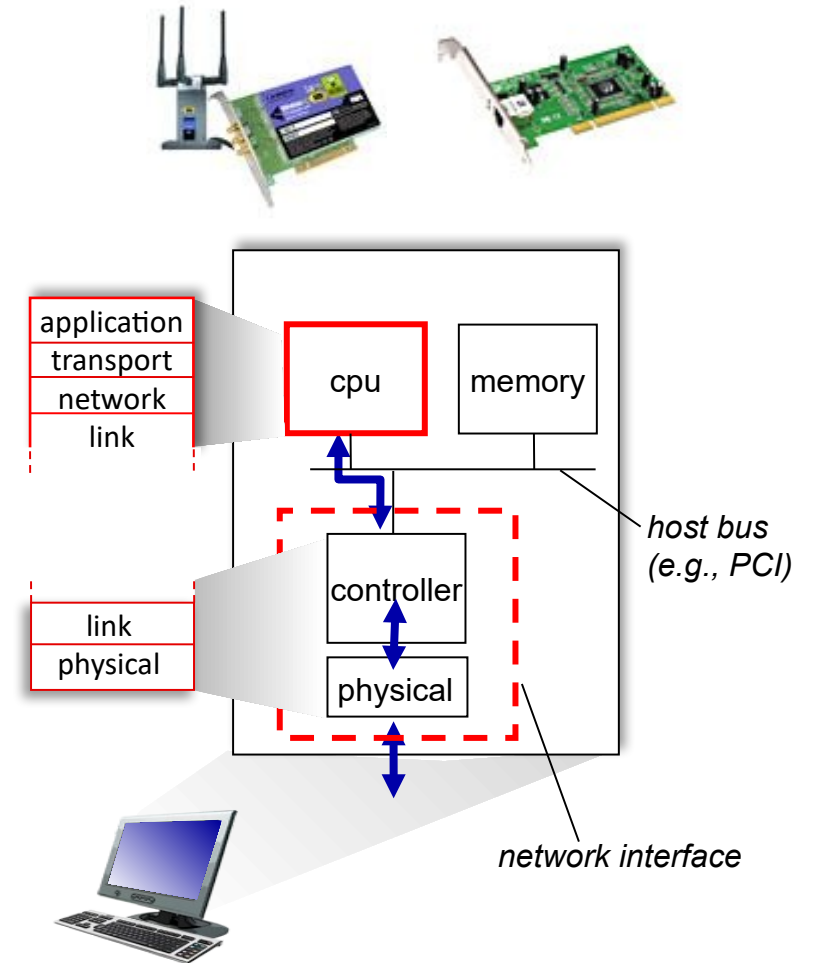 application
transport
network
link
cpu
memory
host bus
(e.g., PCI)
controller
link
physical
physical
network interface